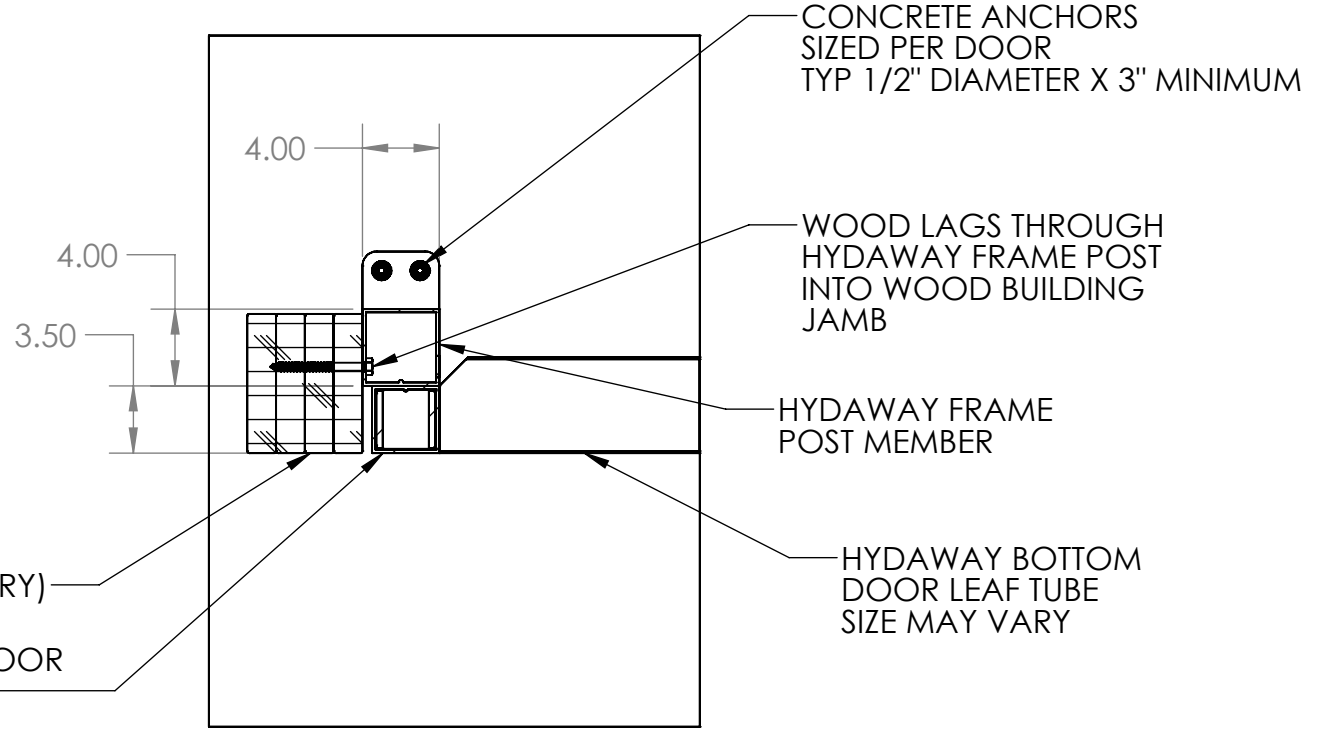 CONCRETE ANCHORS
SIZED PER DOOR
TYP 1/2" DIAMETER X 3" MINIMUM
4.00
WOOD LAGS THROUGH
HYDAWAY FRAME POST
INTO WOOD BUILDING
JAMB
4.00
3.50
HYDAWAY FRAME
POST MEMBER
HYDAWAY BOTTOM
DOOR LEAF TUBE
SIZE MAY VARY
RY)
OOR